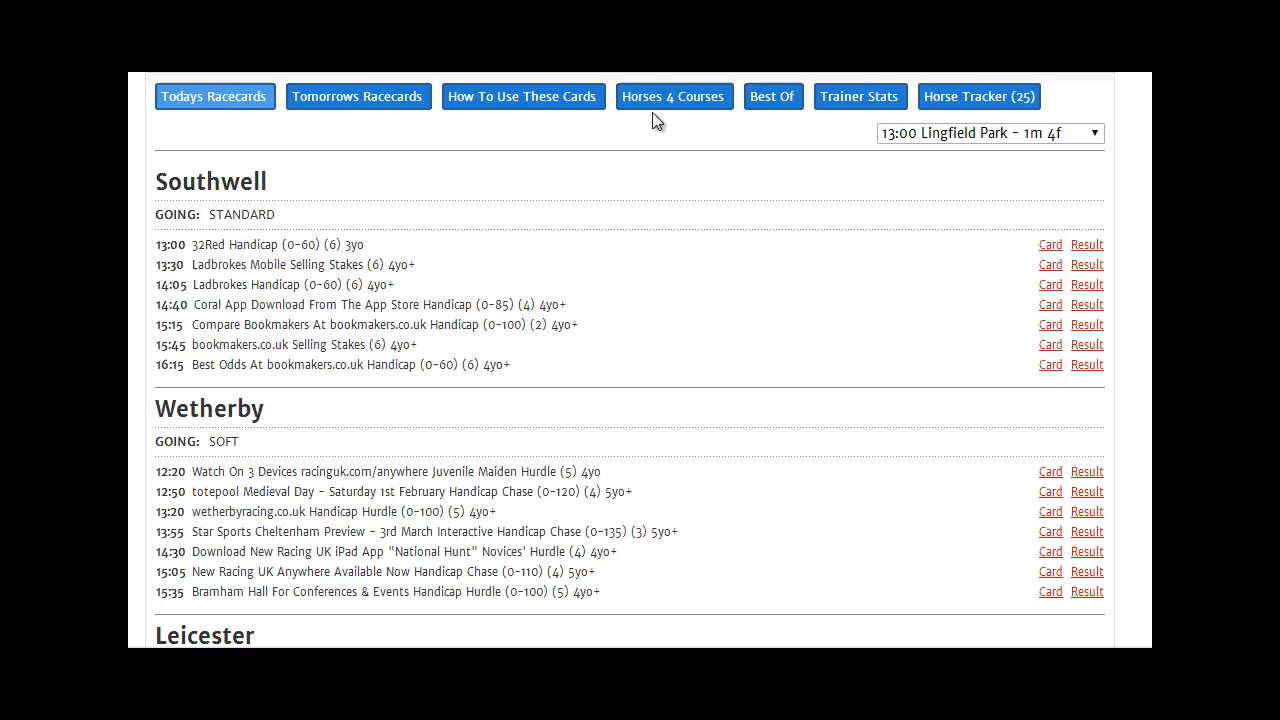 Todays Racecards Tomorrows Racecards How To Use These Cards Horses 4 Courses Best Of Trainer Stats Horse Tracker (25)
13:00 Lingfield Park - 1m 4f
Southwell
GOING: STANDARD
13:00 32Red Handicap (0-60) (6) 3yo Card Result
13:30 Ladbrokes Mobile Selling Stakes (6) 4yo+ Card Result
14:05 Ladbrokes Handicap (0-60) (6) 4yo+ Card Result
14:40 Coral App Download From The App Store Handicap (0-85) (4) 4yo+ Card Result
15:15 Compare Bookmakers At bookmakers.co.uk Handicap (0-100) (2) 4yo+ Card Result
15:45 bookmakers.co.uk Selling Stakes (6) 4yo+ Card Result
16:15 Best Odds At bookmakers.co.uk Handicap (0-60) (6) 4yo+ Card Result
Wetherby
GOING: SOFT
12:20 Watch On 3 Devices racinguk.com/anywhere Juvenile Maiden Hurdle (5) 4yo Card Result
12:50 totepool Medieval Day - Saturday 1st February Handicap Chase (0-120) (4) 5yo+ Card Result
13:20 wetherbyracing.co.uk Handicap Hurdle (0-100) (5) 4yo+ Card Result
13:55 Star Sports Cheltenham Preview - 3rd March Interactive Handicap Chase (0-135) (3) 5yo+ Card Result
14:30 Download New Racing UK iPad App "National Hunt" Novices' Hurdle (4) 4yo+ Card Result
15:05 New Racing UK Anywhere Available Now Handicap Chase (0-110) (4) 5yo+ Card Result
15:35 Bramham Hall For Conferences & Events Handicap Hurdle (0-100) (5) 4yo+ Card Result
Leicester